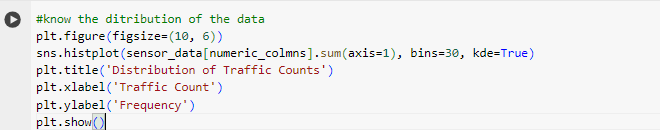 #know the ditribution of the data
plt.figure(figsize=(10, 6))
sns.histplot(sensor_data[numeric_colmns].sum(axis=1), bins=30, kde=True)
plt.title('Distribution of Traffic Counts')
plt.xlabel('Traffic Count')
plt.ylabel('Frequency')
plt.show()